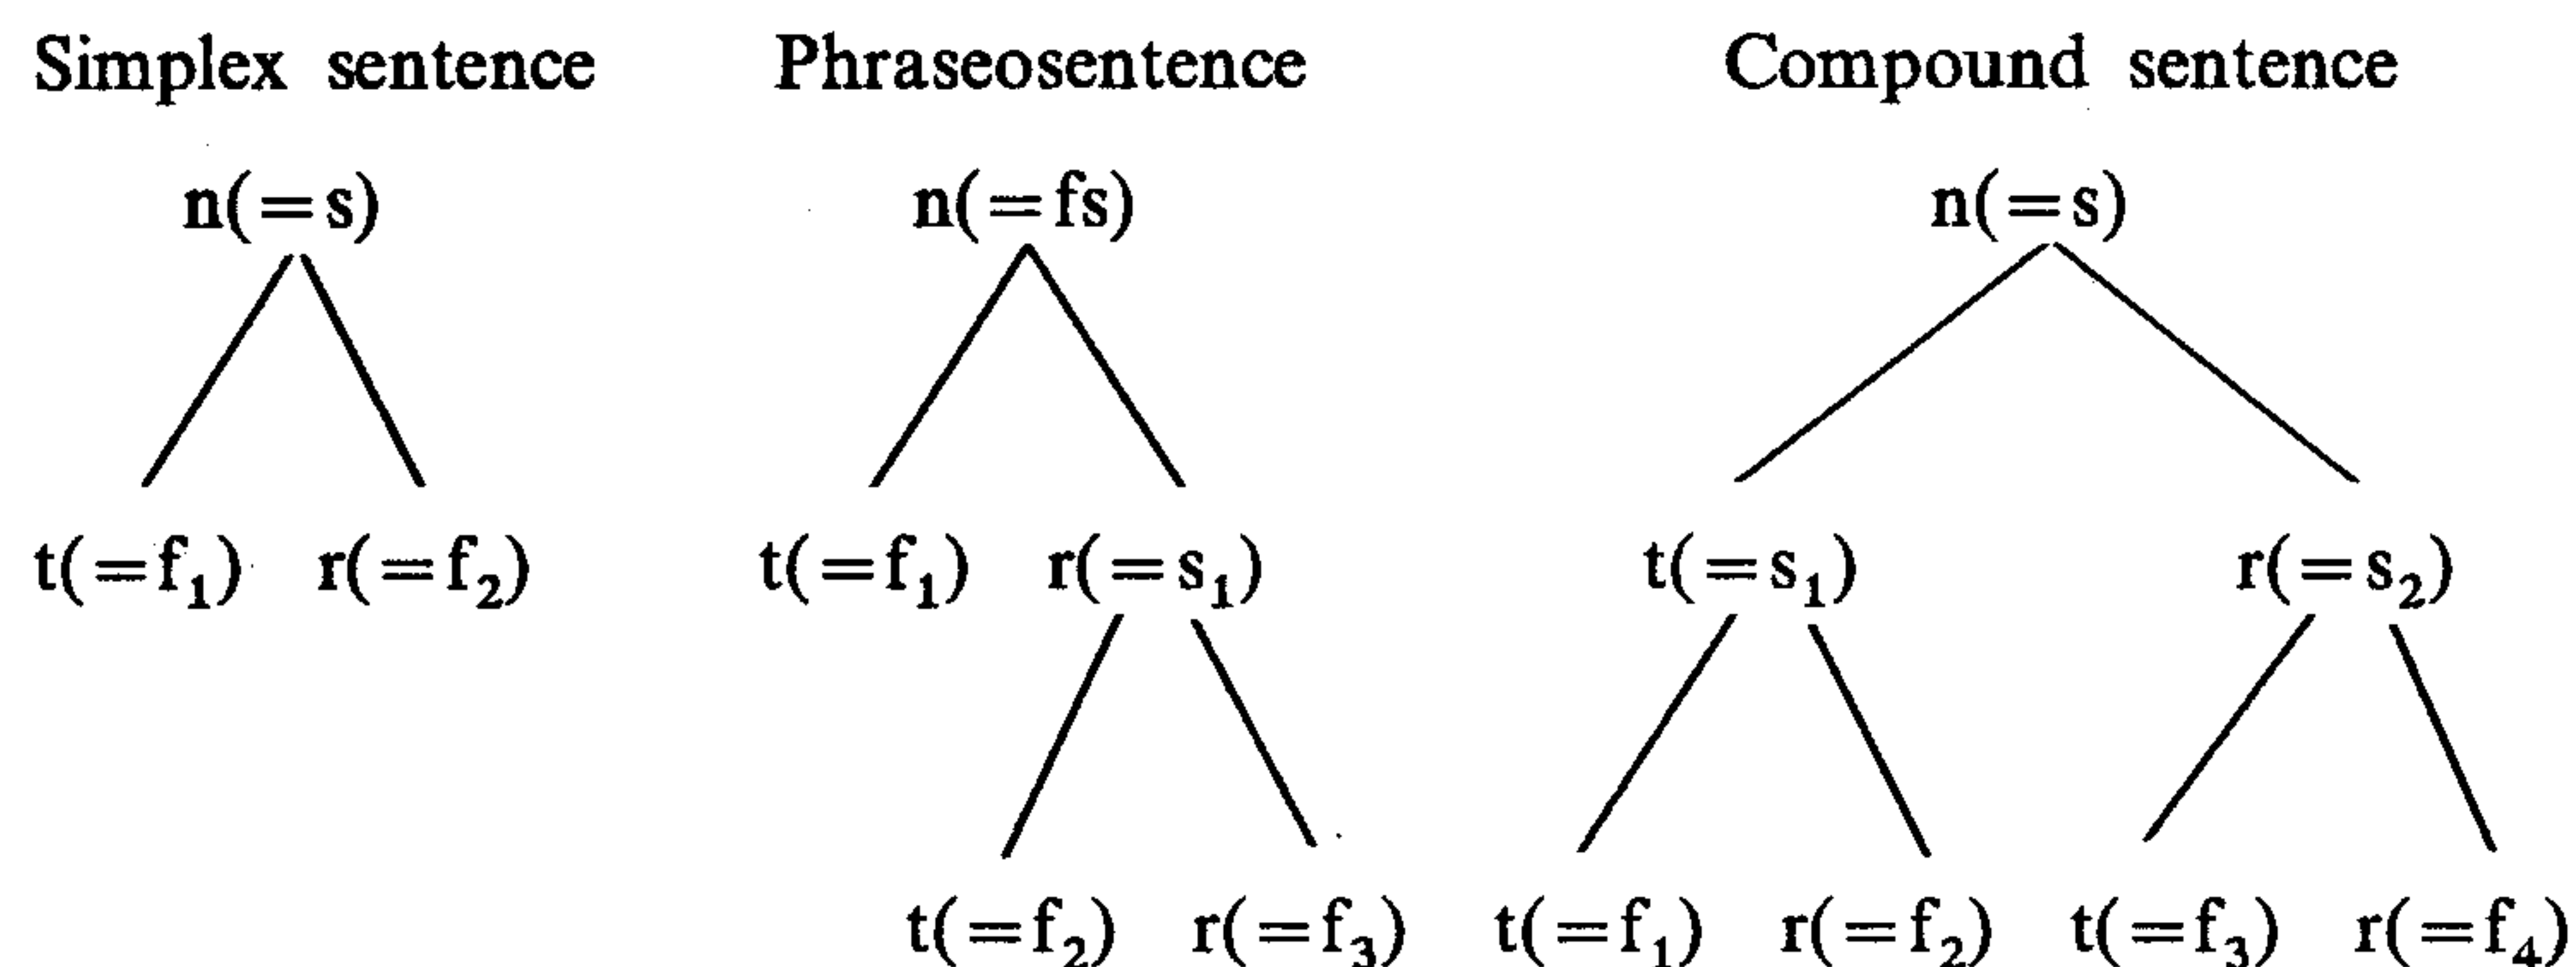 Simplex sentence Phraseosentence Compound sentence
n(=s) n(=fs) n(=s)
t(=f₁) r(=f₂) t(=f₁) r(=s₁) t(=s₁) r(=s₂)
t(=f₂) r(=f₃) t(=f₁) r(=f₂) t(=f₃) r(=f₄)